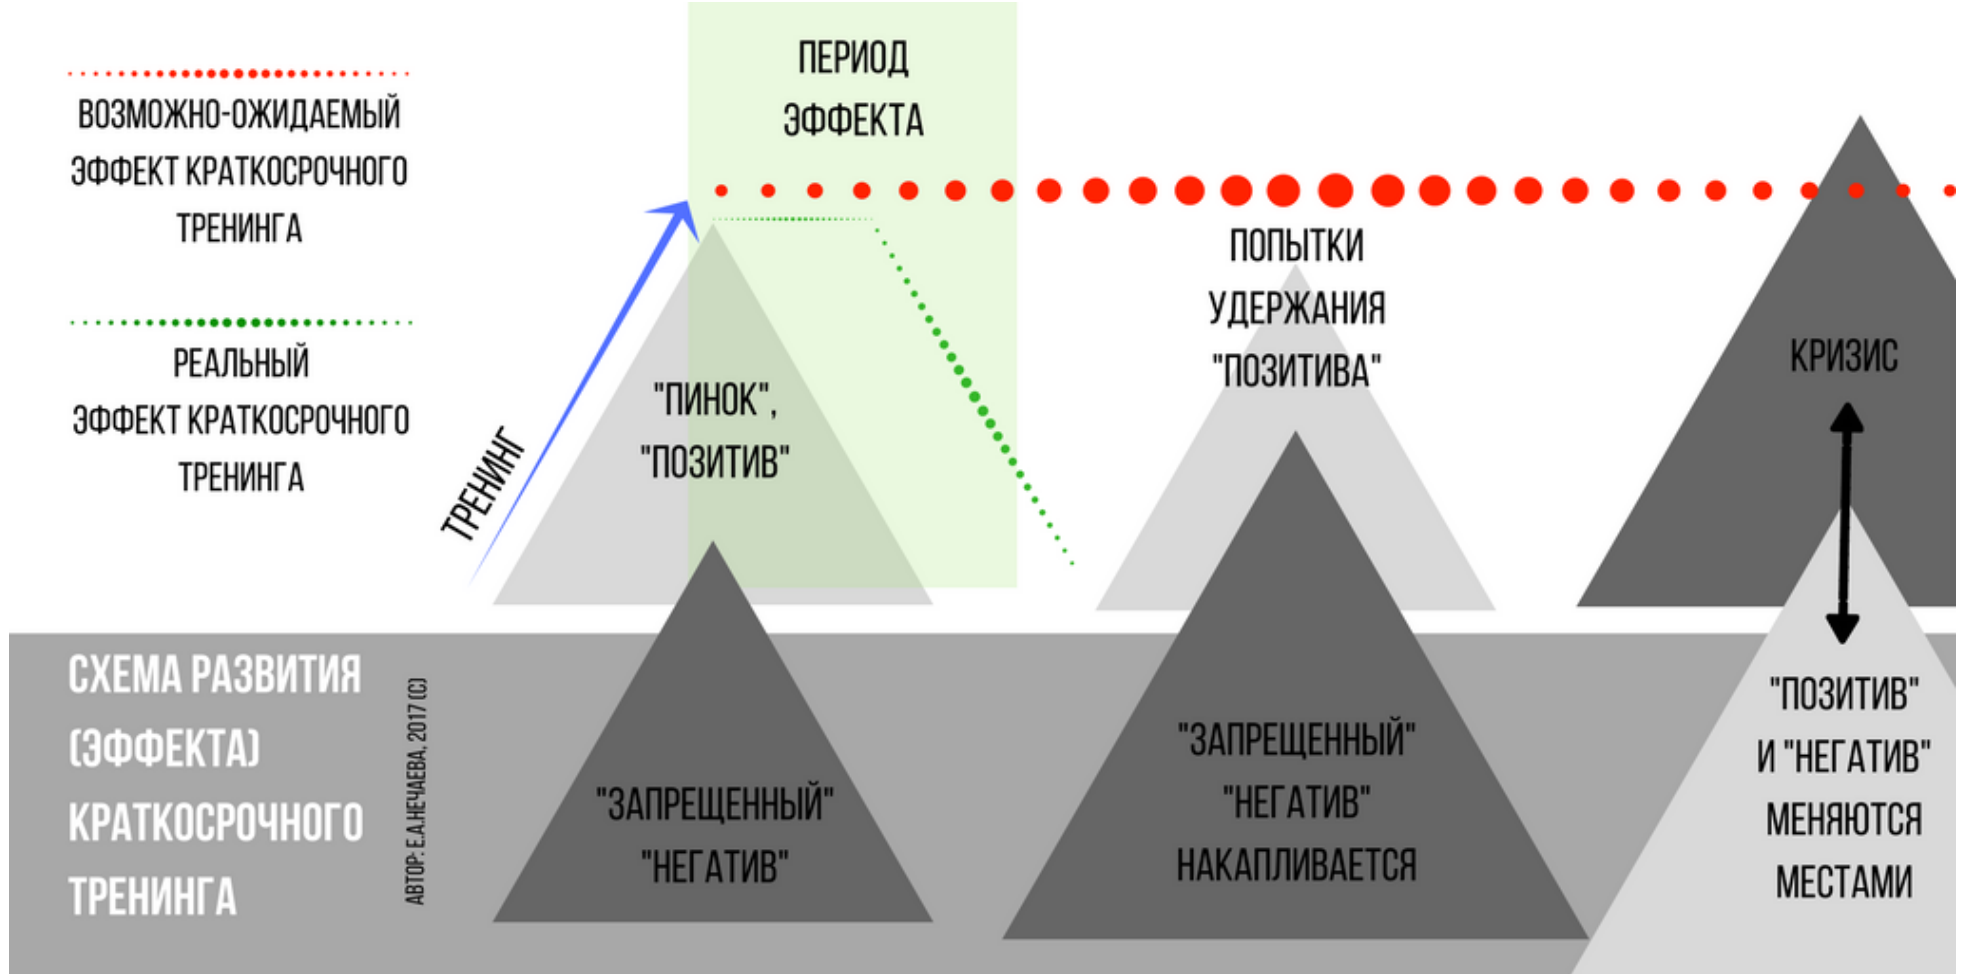 ВОЗМОЖНО-ОЖИДАЕМЫЙ
ЭФФЕКТ КРАТКОСРОЧНОГО
ТРЕНИНГА
РЕАЛЬНЫЙ
ЭФФЕКТ КРАТКОСРОЧНОГО
ТРЕНИНГА
ТРЕНИНГ
ПЕРИОД
ЭФФЕКТА
"ПИНОК",
"ПОЗИТИВ"
ПОПЫТКИ
УДЕРЖАНИЯ
"ПОЗИТИВА"
КРИЗИС
СХЕМА РАЗВИТИЯ
(ЭФФЕКТА)
КРАТКОСРОЧНОГО
ТРЕНИНГА
АВТОР: Е.А.НЕЧАЕВА, 2017 (С)
"ЗАПРЕЩЕННЫЙ"
"НЕГАТИВ"
"ЗАПРЕЩЕННЫЙ"
"НЕГАТИВ"
НАКАПЛИВАЕТСЯ
"ПОЗИТИВ"
И "НЕГАТИВ"
МЕНЯЮТСЯ
МЕСТАМИ